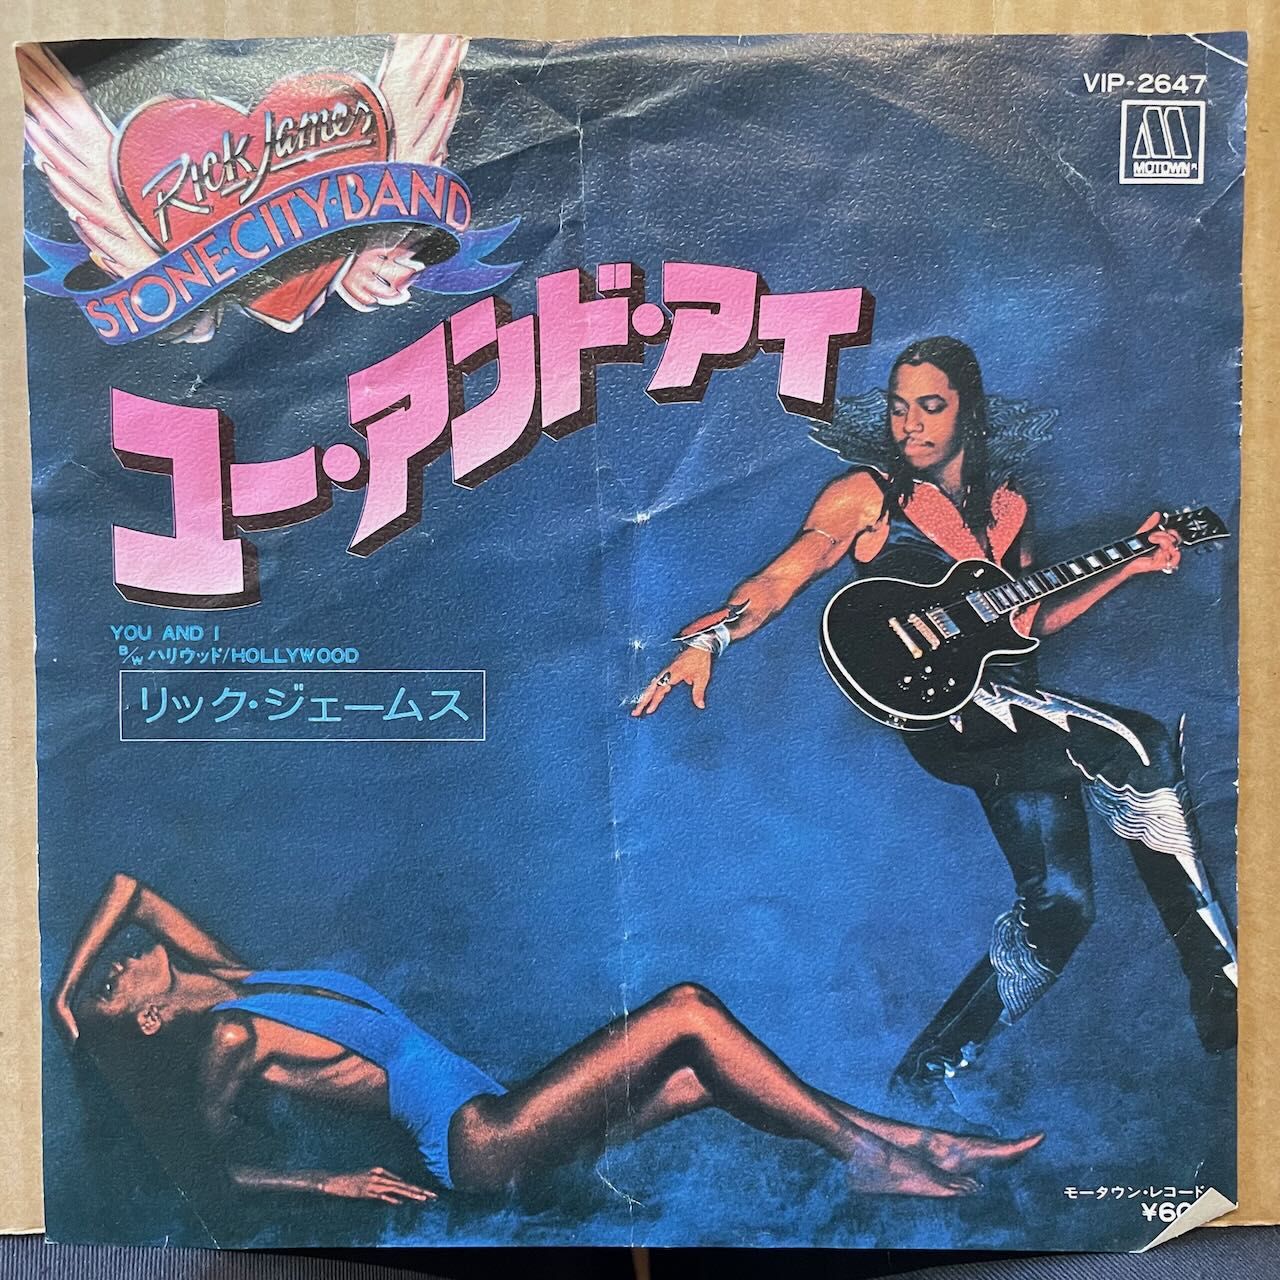 VIP-2647
MOTOWN
Rick James
STONE·CITY·BAND
ユー・アンド・アイ
YOU AND I
B/W ハリウッド/HOLLYWOOD
リック・ジェームス
モータウン・レコード